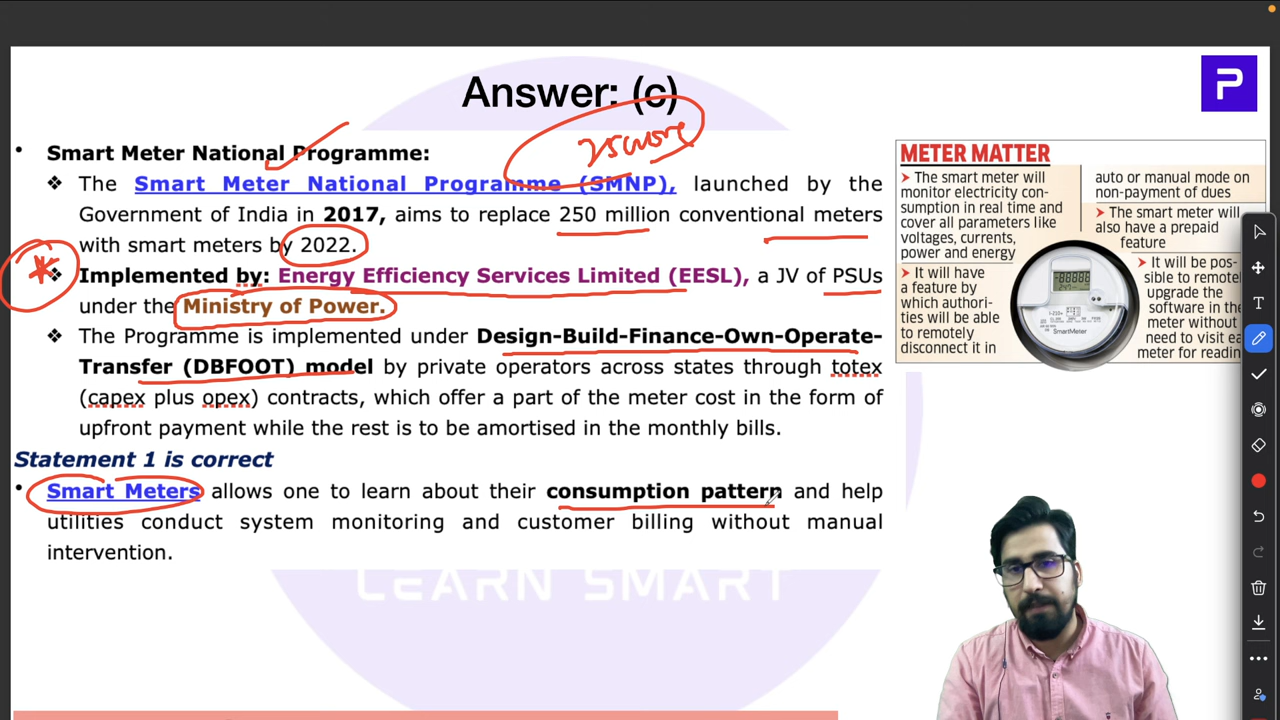 Answer: (c)
25 crore
P
• Smart Meter National Programme:
❖ The Smart Meter National Programme (SMNP), launched by the
Government of India in 2017, aims to replace 250 million conventional meters
with smart meters by 2022.
❖ Implemented by: Energy Efficiency Services Limited (EESL), a JV of PSUs
under the Ministry of Power.
❖ The Programme is implemented under Design-Build-Finance-Own-Operate-
Transfer (DBFOOT) model by private operators across states through totex
(capex plus opex) contracts, which offer a part of the meter cost in the form of
upfront payment while the rest is to be amortised in the monthly bills.
Statement 1 is correct
• Smart Meters allows one to learn about their consumption pattern and help
utilities conduct system monitoring and customer billing without manual
intervention.
LEARN SMART
METER MATTER
➤ The smart meter will
monitor electricity con-
sumption in real time and
cover all parameters like
voltages, currents,
power and energy
➤ It will have
a feature by
which authori-
ties will be able
to remotely
disconnect it in
auto or manual mode on
non-payment of dues
➤ The smart meter will
also have a prepaid
feature
➤ It will be pos-
sible to remotel
upgrade the
software in the
meter without
need to visit ea
meter for readin
SmartMeter
T